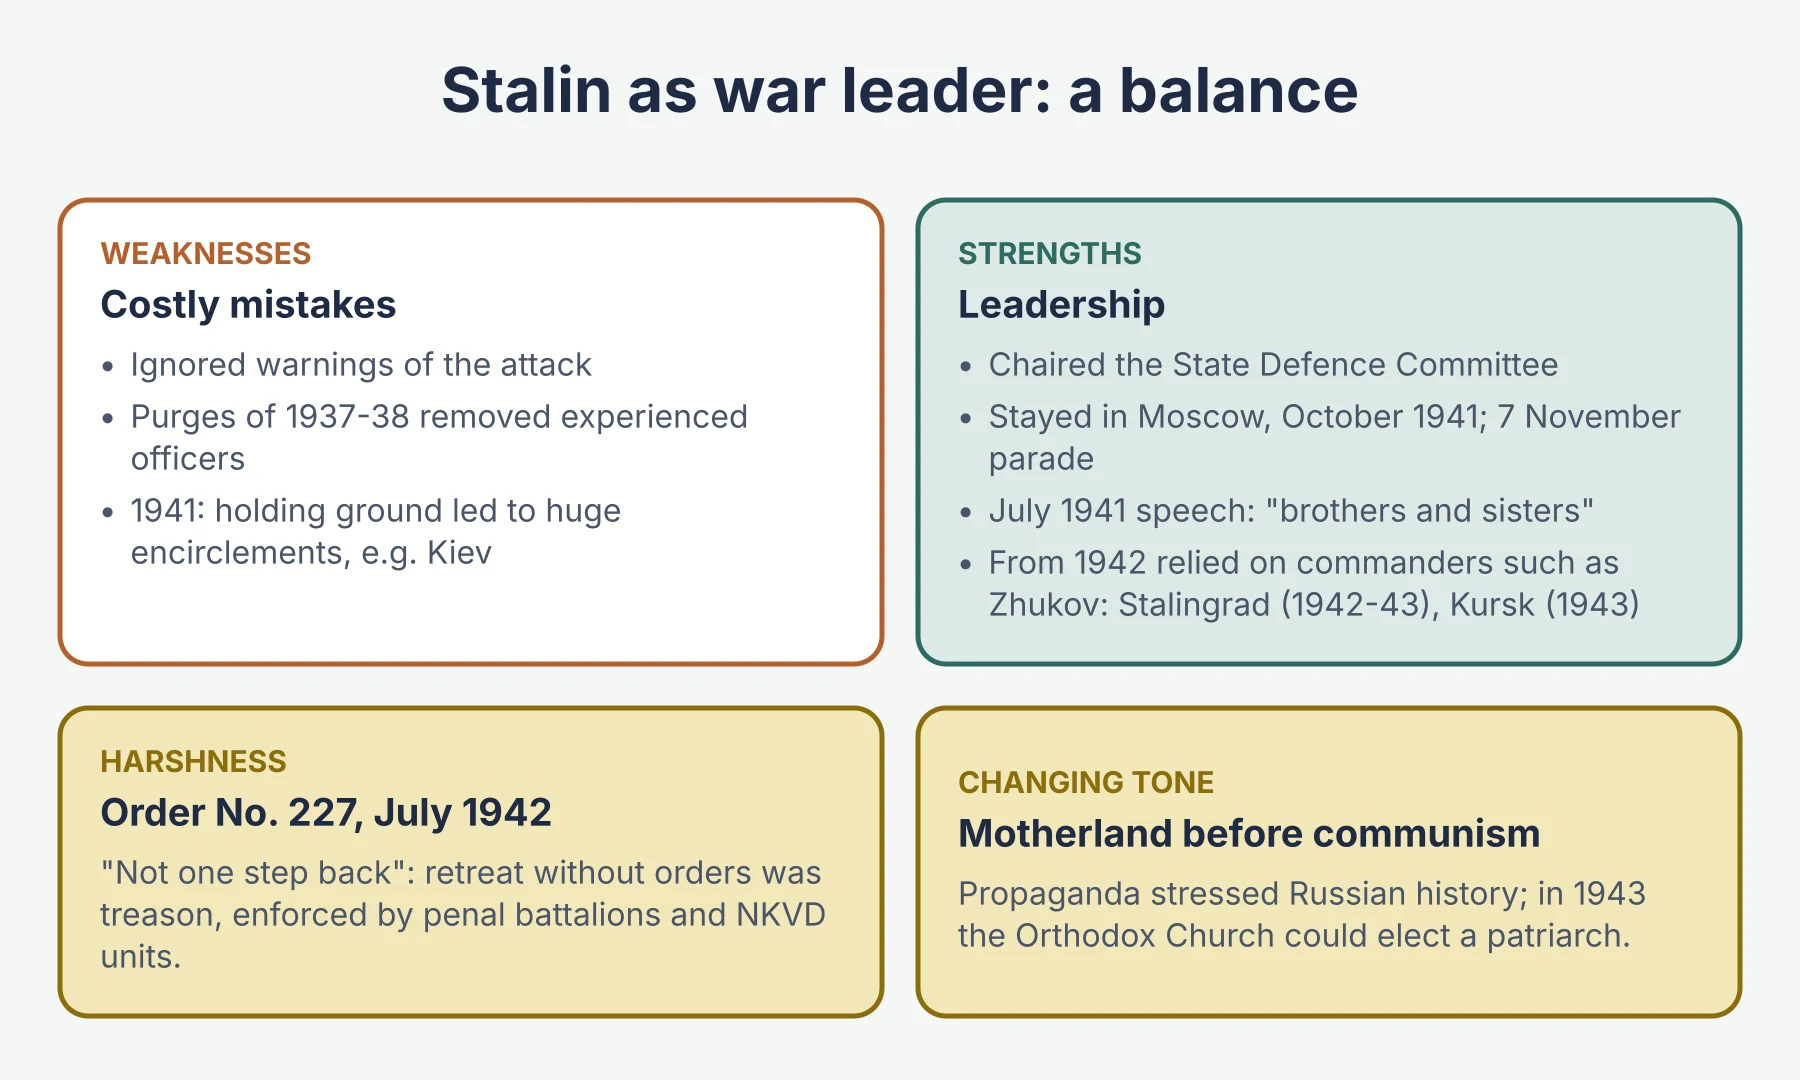 Stalin as war leader: a balance
WEAKNESSES
Costly mistakes
• Ignored warnings of the attack
• Purges of 1937-38 removed experienced
officers
• 1941: holding ground led to huge
encirclements, e.g. Kiev
STRENGTHS
Leadership
• Chaired the State Defence Committee
• Stayed in Moscow, October 1941; 7 November
parade
• July 1941 speech: "brothers and sisters"
• From 1942 relied on commanders such as
Zhukov: Stalingrad (1942-43), Kursk (1943)
HARSHNESS
Order No. 227, July 1942
"Not one step back": retreat without orders was
treason, enforced by penal battalions and NKVD
units.
CHANGING TONE
Motherland before communism
Propaganda stressed Russian history; in 1943
the Orthodox Church could elect a patriarch.